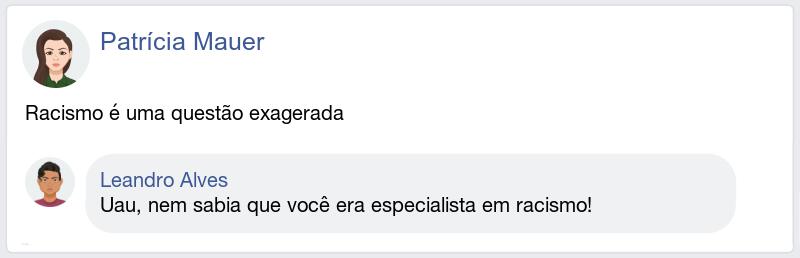 Patrícia Mauer
Racismo é uma questão exagerada
Leandro Alves
Uau, nem sabia que você era especialista em racismo!